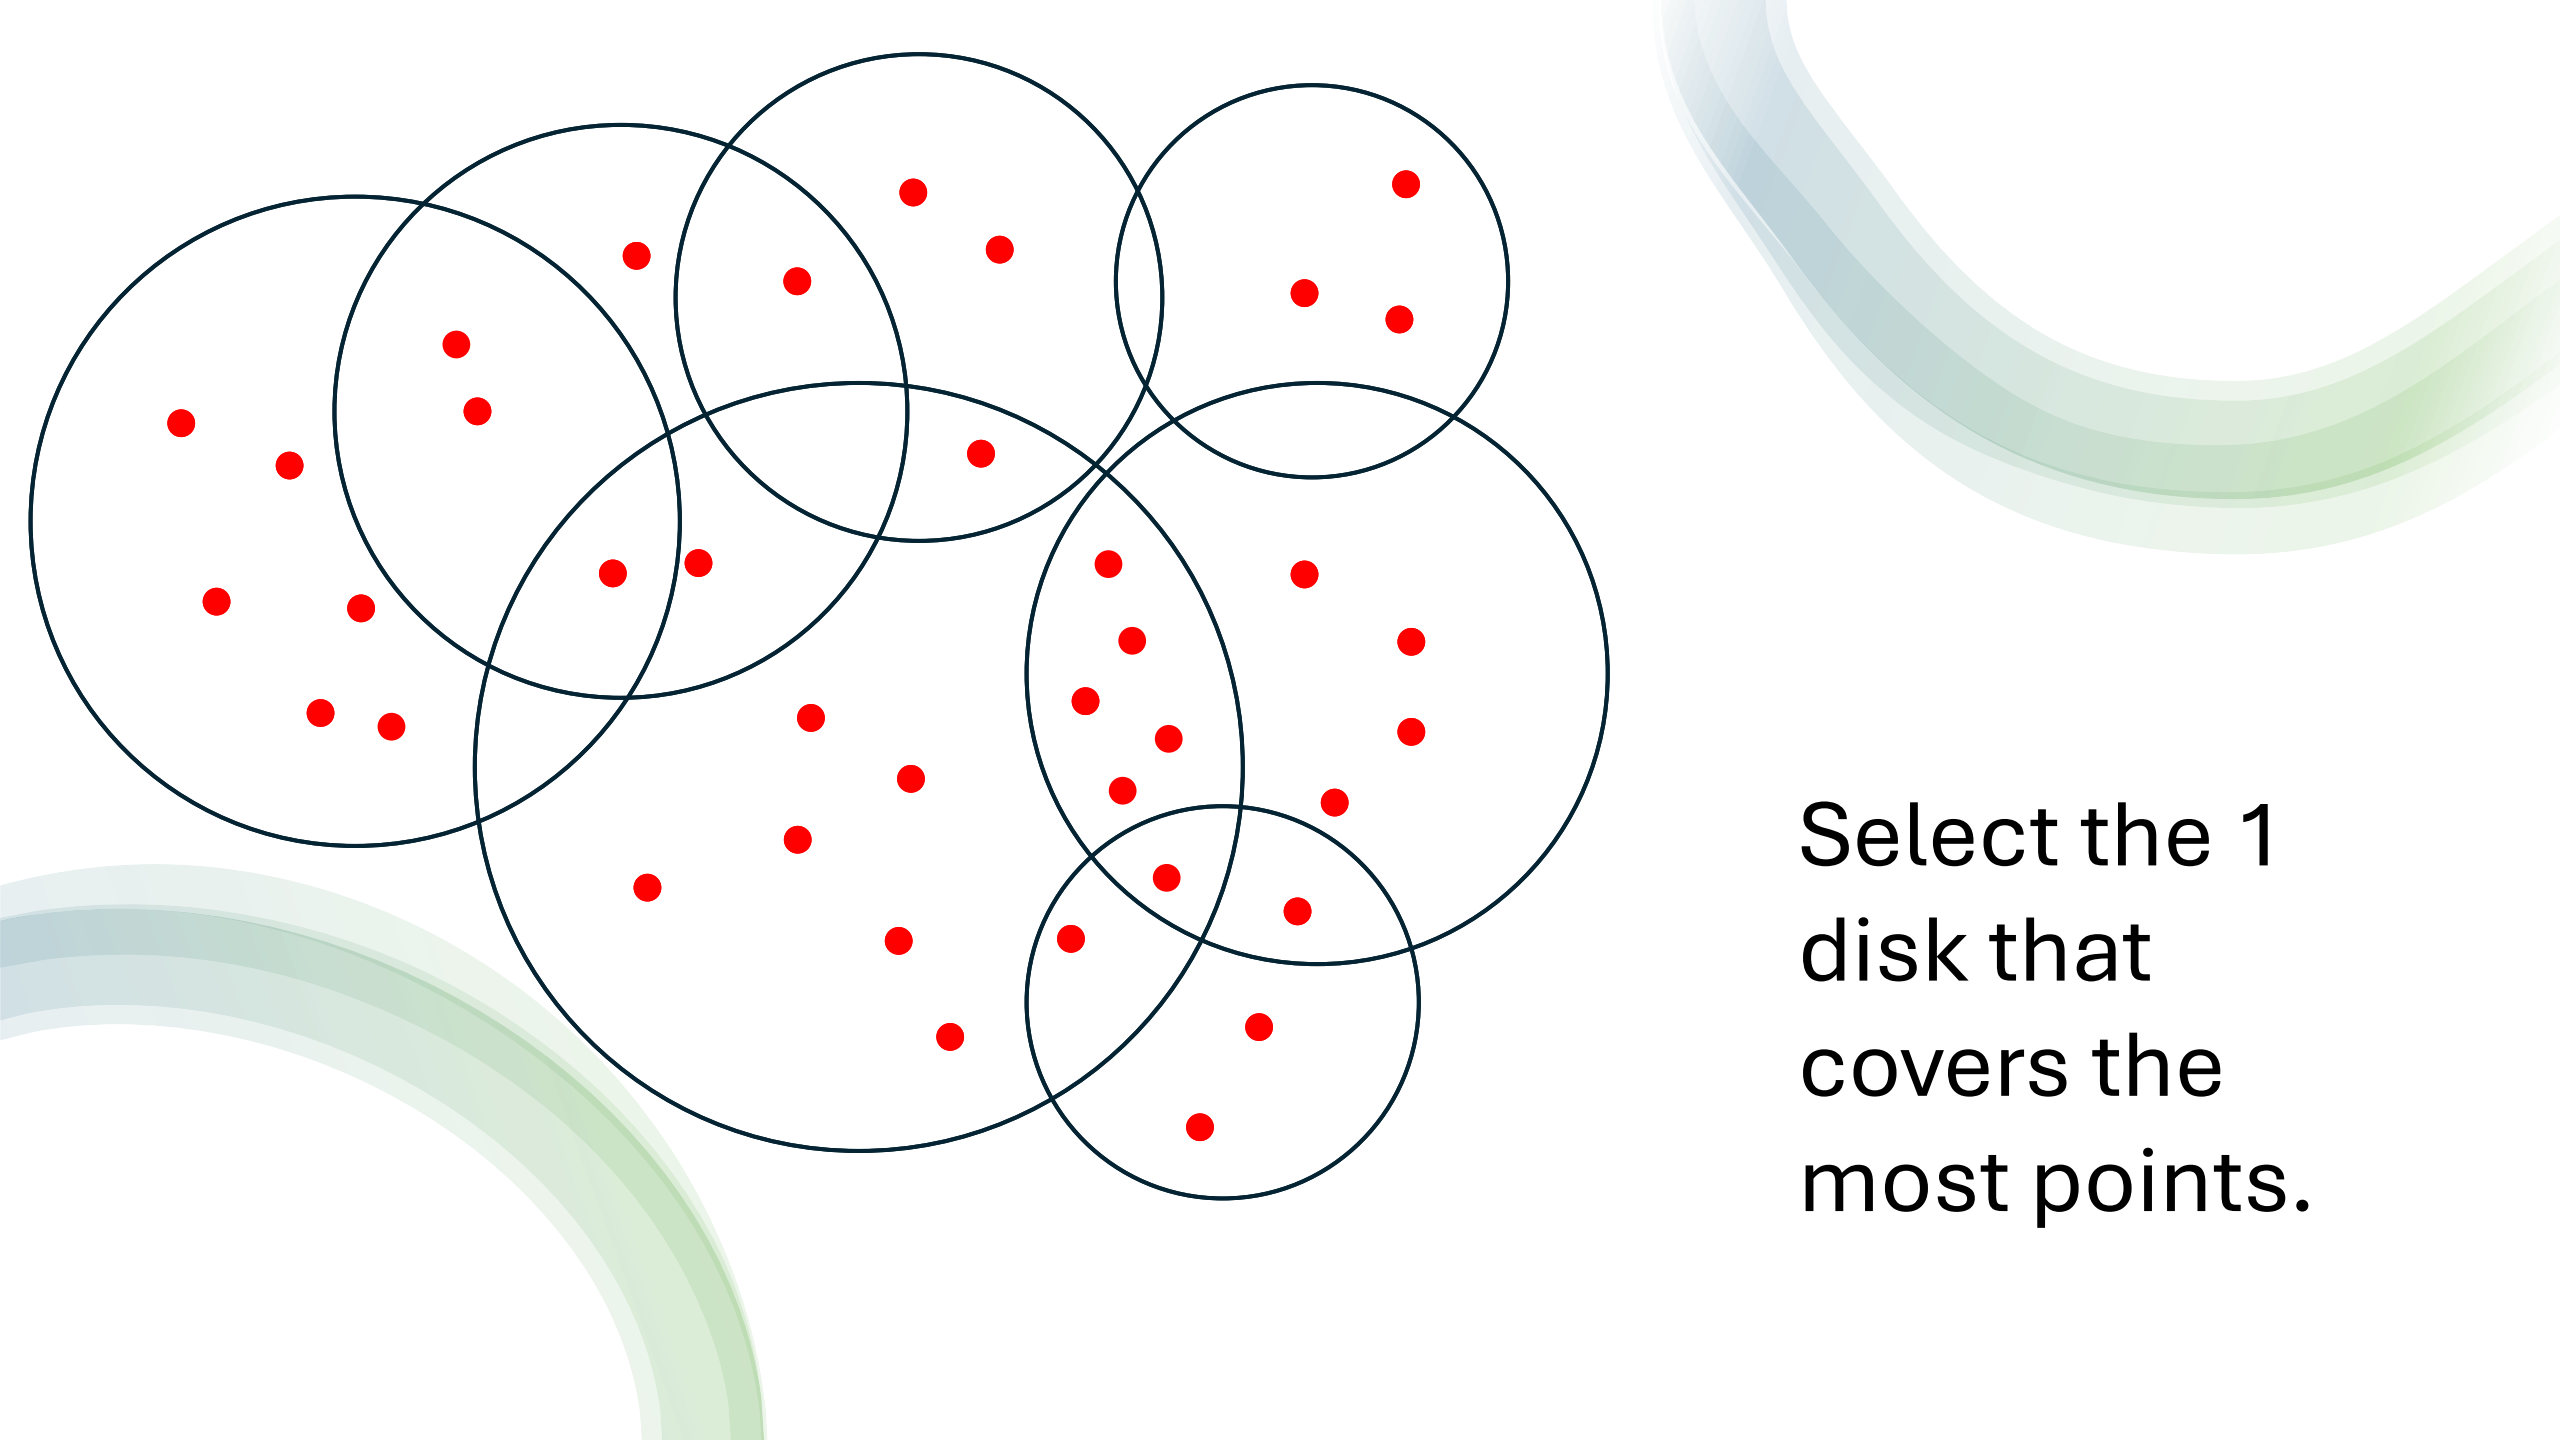 Select the 1
disk that
covers the
most points.